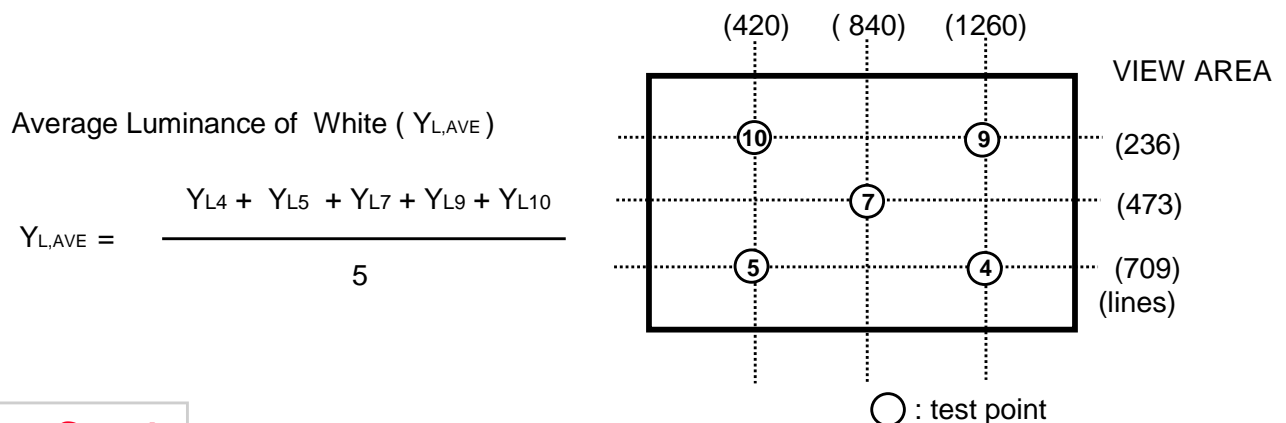 (420) ( 840) (1260)
VIEW AREA
Average Luminance of White ( YL,AVE )
10 9 (236)
YL4 + YL5 + YL7 + YL9 + YL10
7 (473)
YL,AVE =
5
5 4 (709)
(lines)
: test point